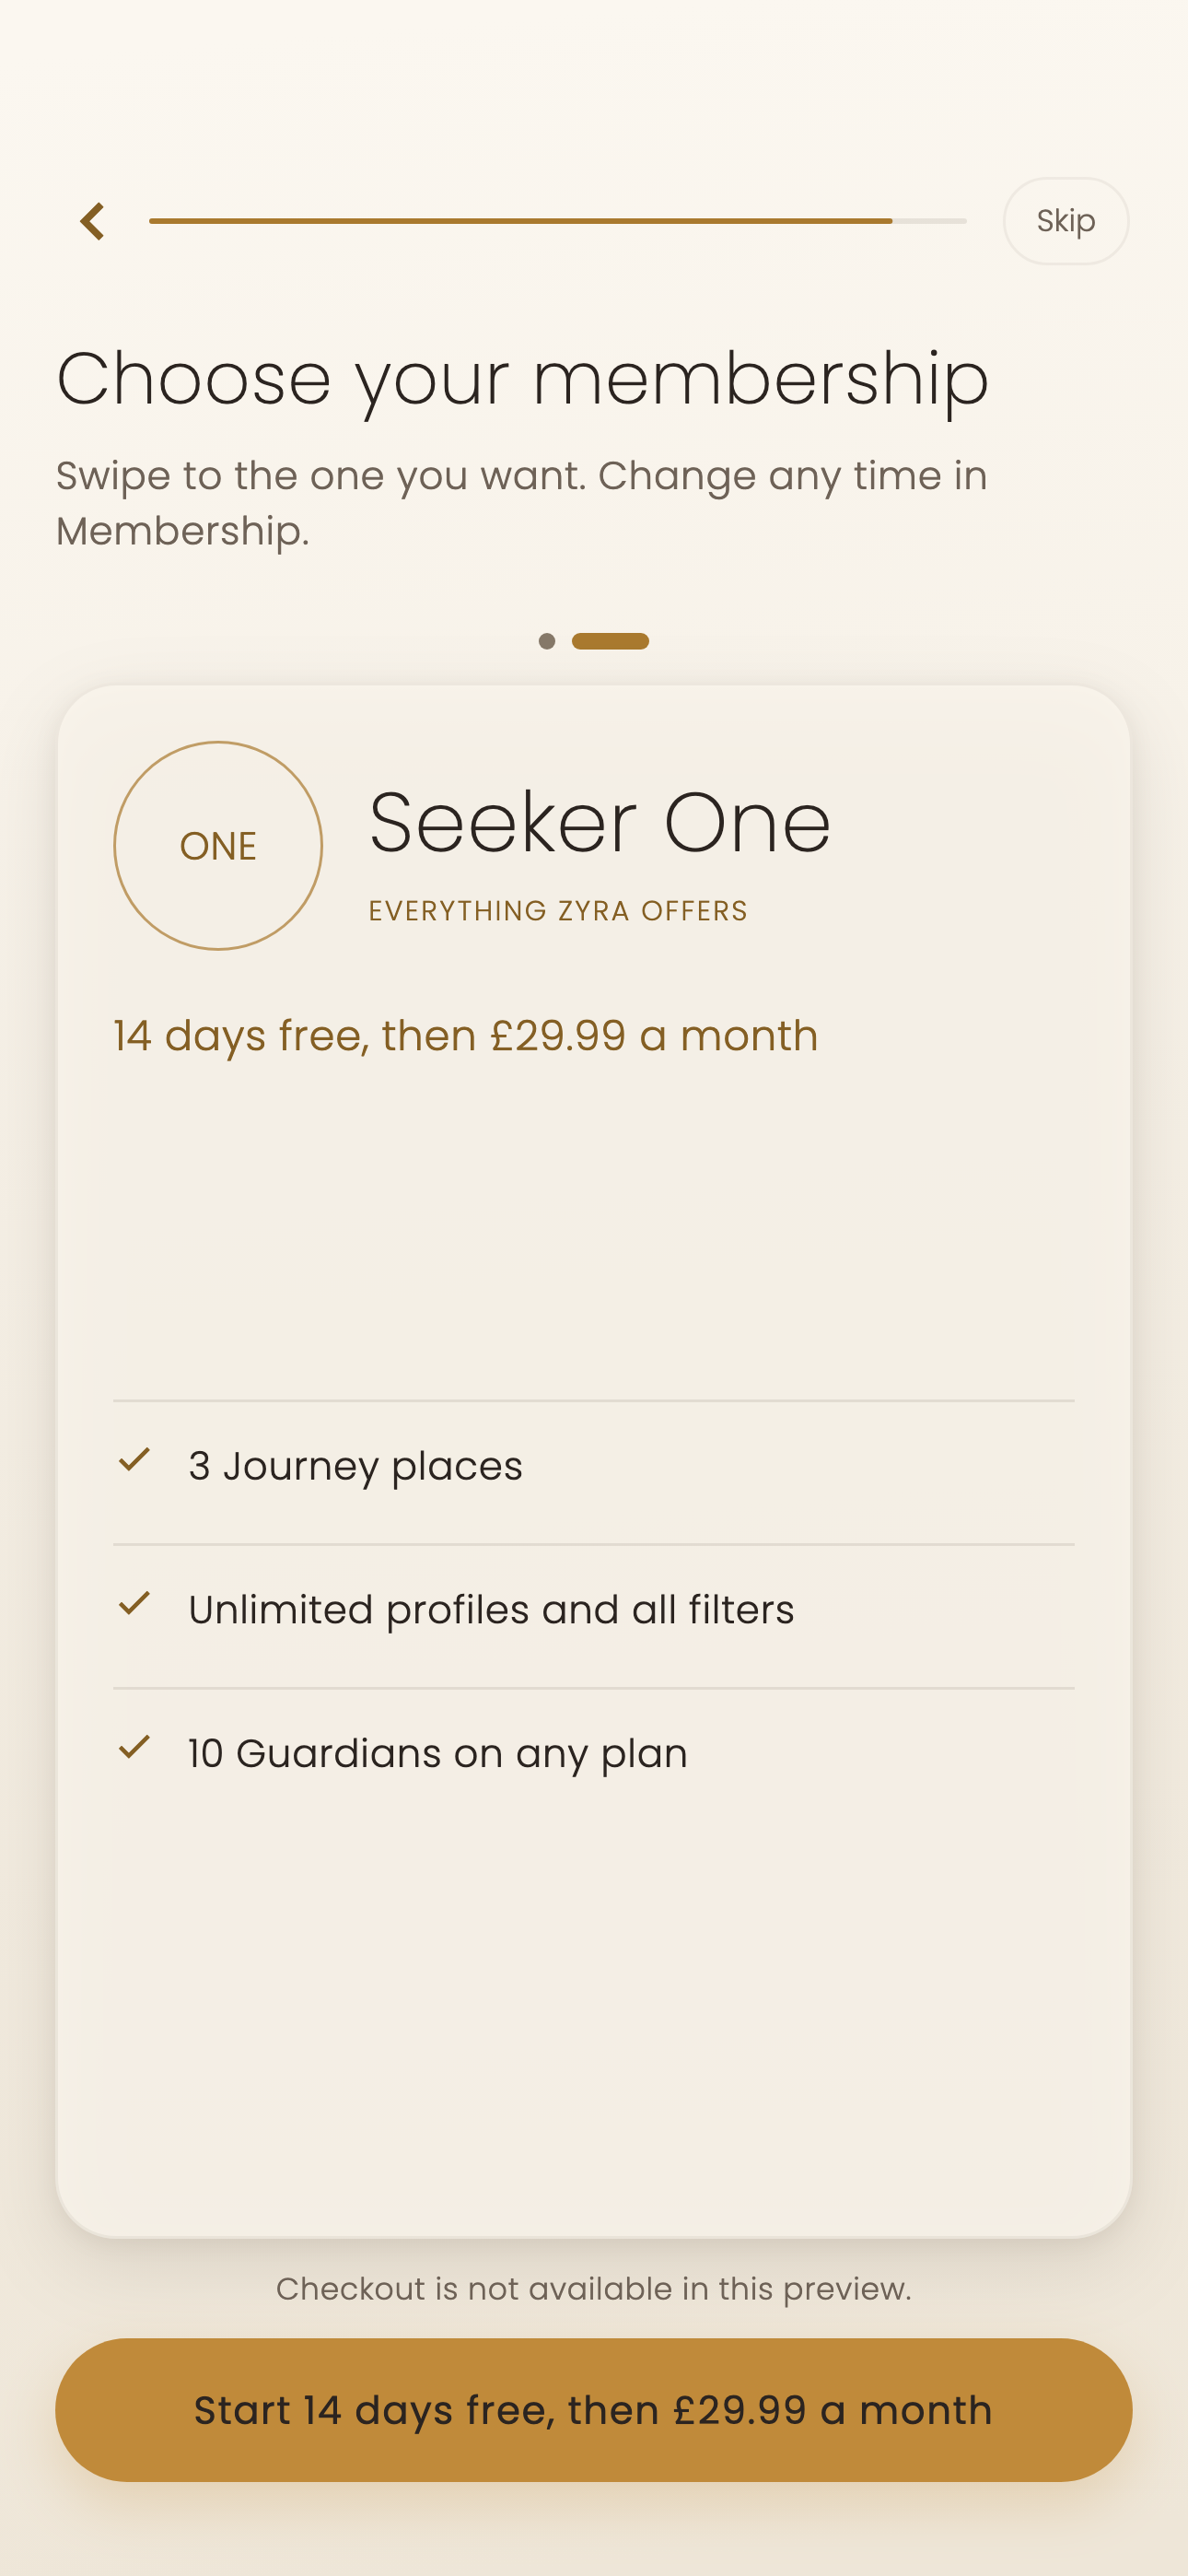 Skip
Choose your membership
Swipe to the one you want. Change any time in
Membership.
ONE
Seeker One
EVERYTHING ZYRA OFFERS
14 days free, then £29.99 a month
3 Journey places
Unlimited profiles and all filters
10 Guardians on any plan
Checkout is not available in this preview.
Start 14 days free, then £29.99 a month